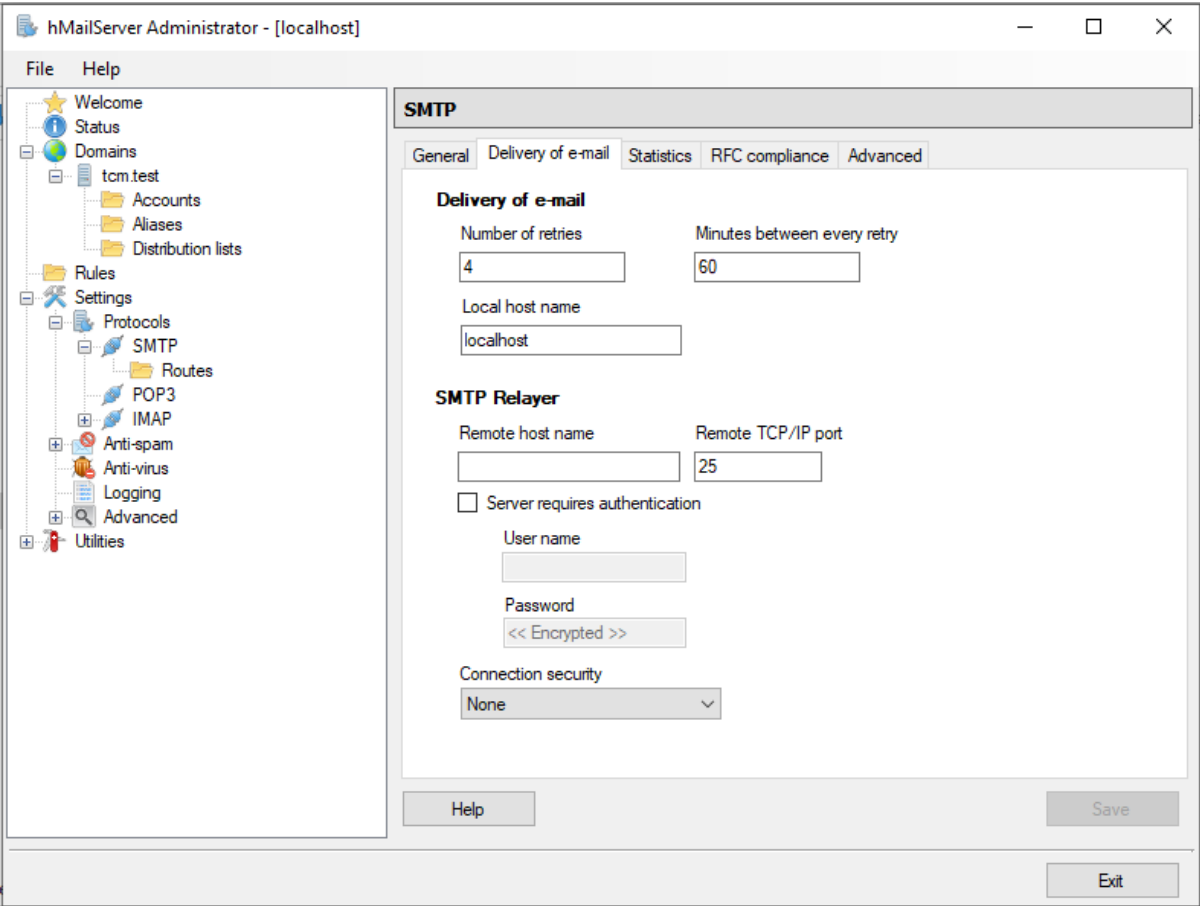 hMailServer Administrator - [localhost]
File Help
Welcome
Status
Domains
tcm.test
Accounts
Aliases
Distribution lists
Rules
Settings
Protocols
SMTP
Routes
POP3
IMAP
Anti-spam
Anti-virus
Logging
Advanced
Utilities
SMTP
General Delivery of e-mail Statistics RFC compliance Advanced
Delivery of e-mail
Number of retries Minutes between every retry
4 60
Local host name
localhost
SMTP Relayer
Remote host name Remote TCP/IP port
25
Server requires authentication
User name
Password
<< Encrypted >>
Connection security
None
Help Save
Exit